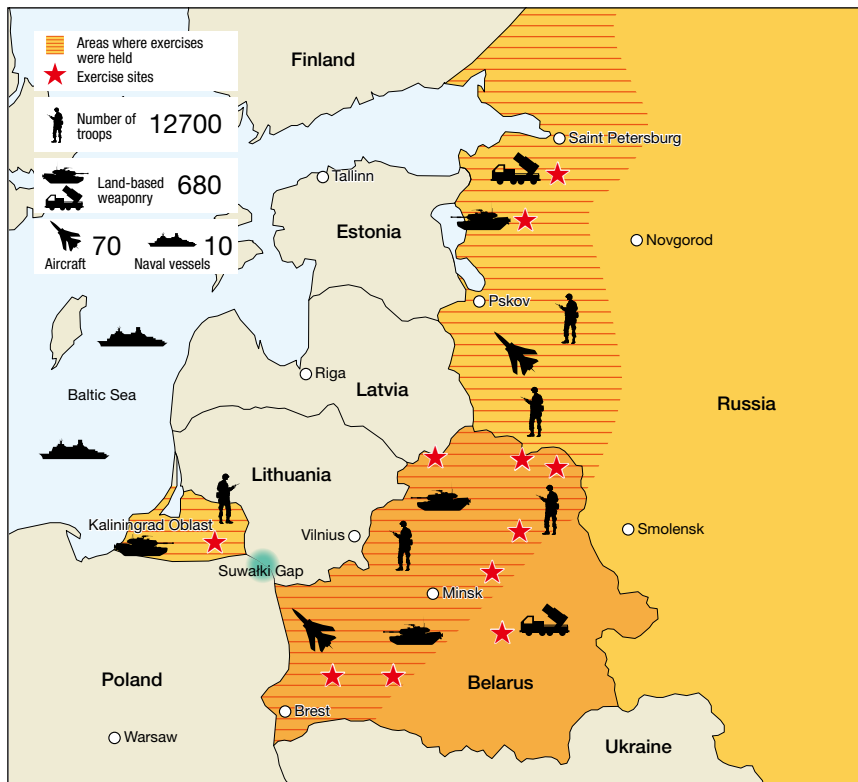 Areas where exercises
were held
Exercise sites
Number of
troops
12700
Land-based
weaponry
680
70
Aircraft
10
Naval vessels
Finland
Saint Petersburg
Tallinn
Estonia
Novgorod
Pskov
Baltic Sea
Riga
Latvia
Russia
Lithuania
Kaliningrad Oblast
Vilnius
Smolensk
Suwałki Gap
Minsk
Poland
Belarus
Brest
Warsaw
Ukraine